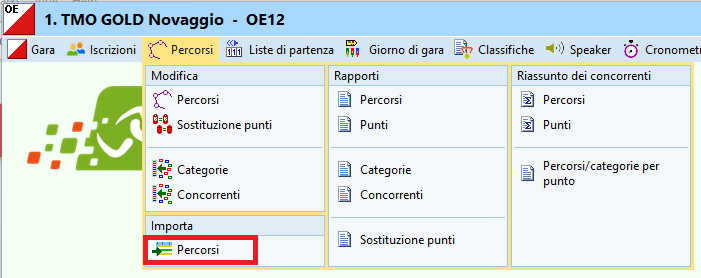 OE
1. TMO GOLD Novaggio - OE12
Gara Iscrizioni Percorsi Liste di partenza Giorno di gara Classifiche Speaker Cronometr
Modifica
Percorsi
Sostituzione punti
Categorie
Concorrenti
Importa
Percorsi
Rapporti
Percorsi
Punti
Categorie
Concorrenti
Sostituzione punti
Riassunto dei concorrenti
Percorsi
Punti
Percorsi/categorie per
punto